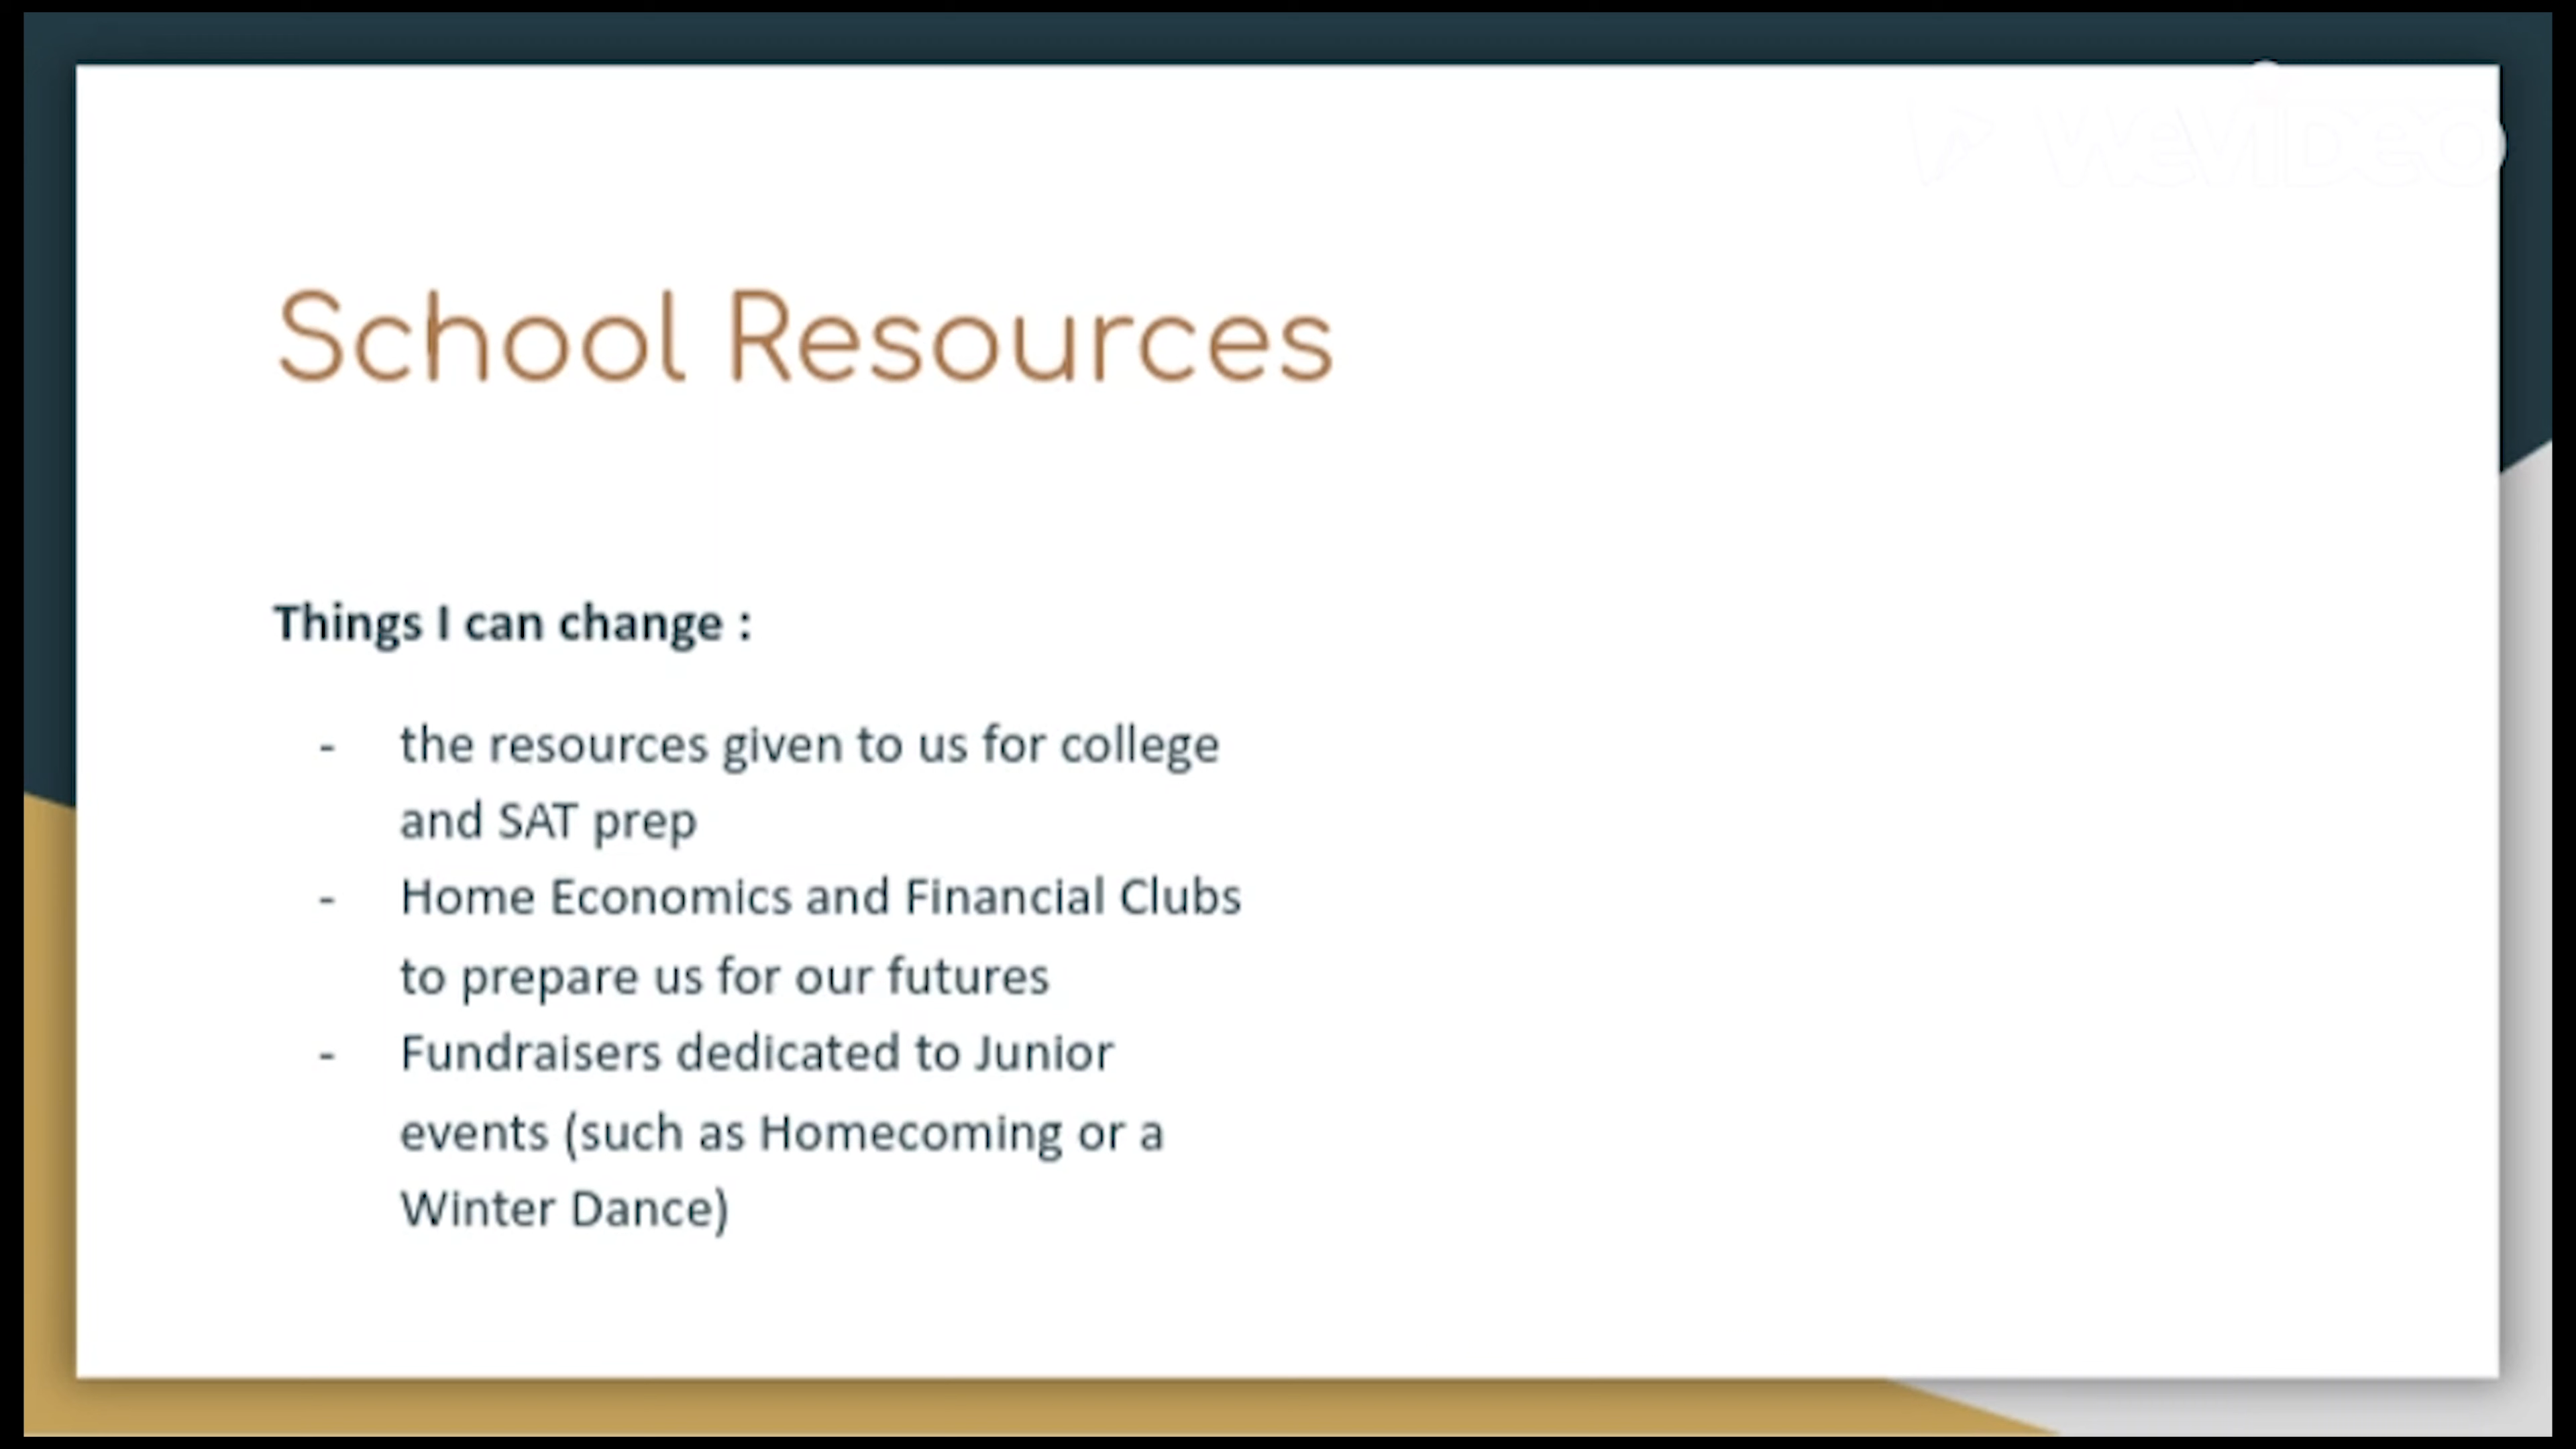 WeViDEO
School Resources
Things I can change :
- the resources given to us for college
and SAT prep
- Home Economics and Financial Clubs
to prepare us for our futures
- Fundraisers dedicated to Junior
events (such as Homecoming or a
Winter Dance)